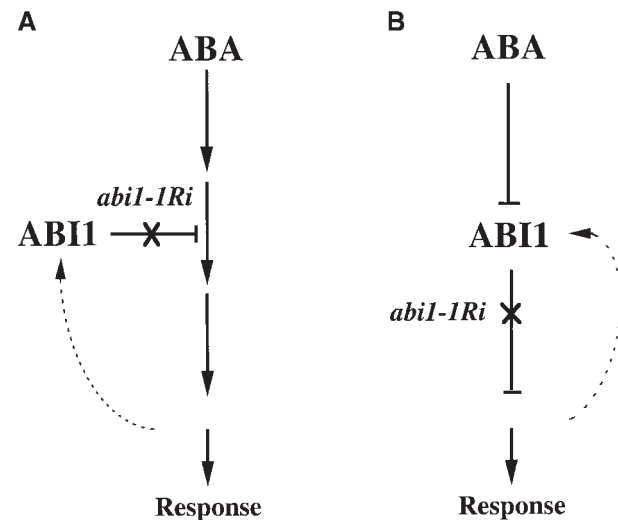 A
ABA
abi1-1Ri
ABI1
Response
B
ABA
ABI1
abi1-1Ri
Response